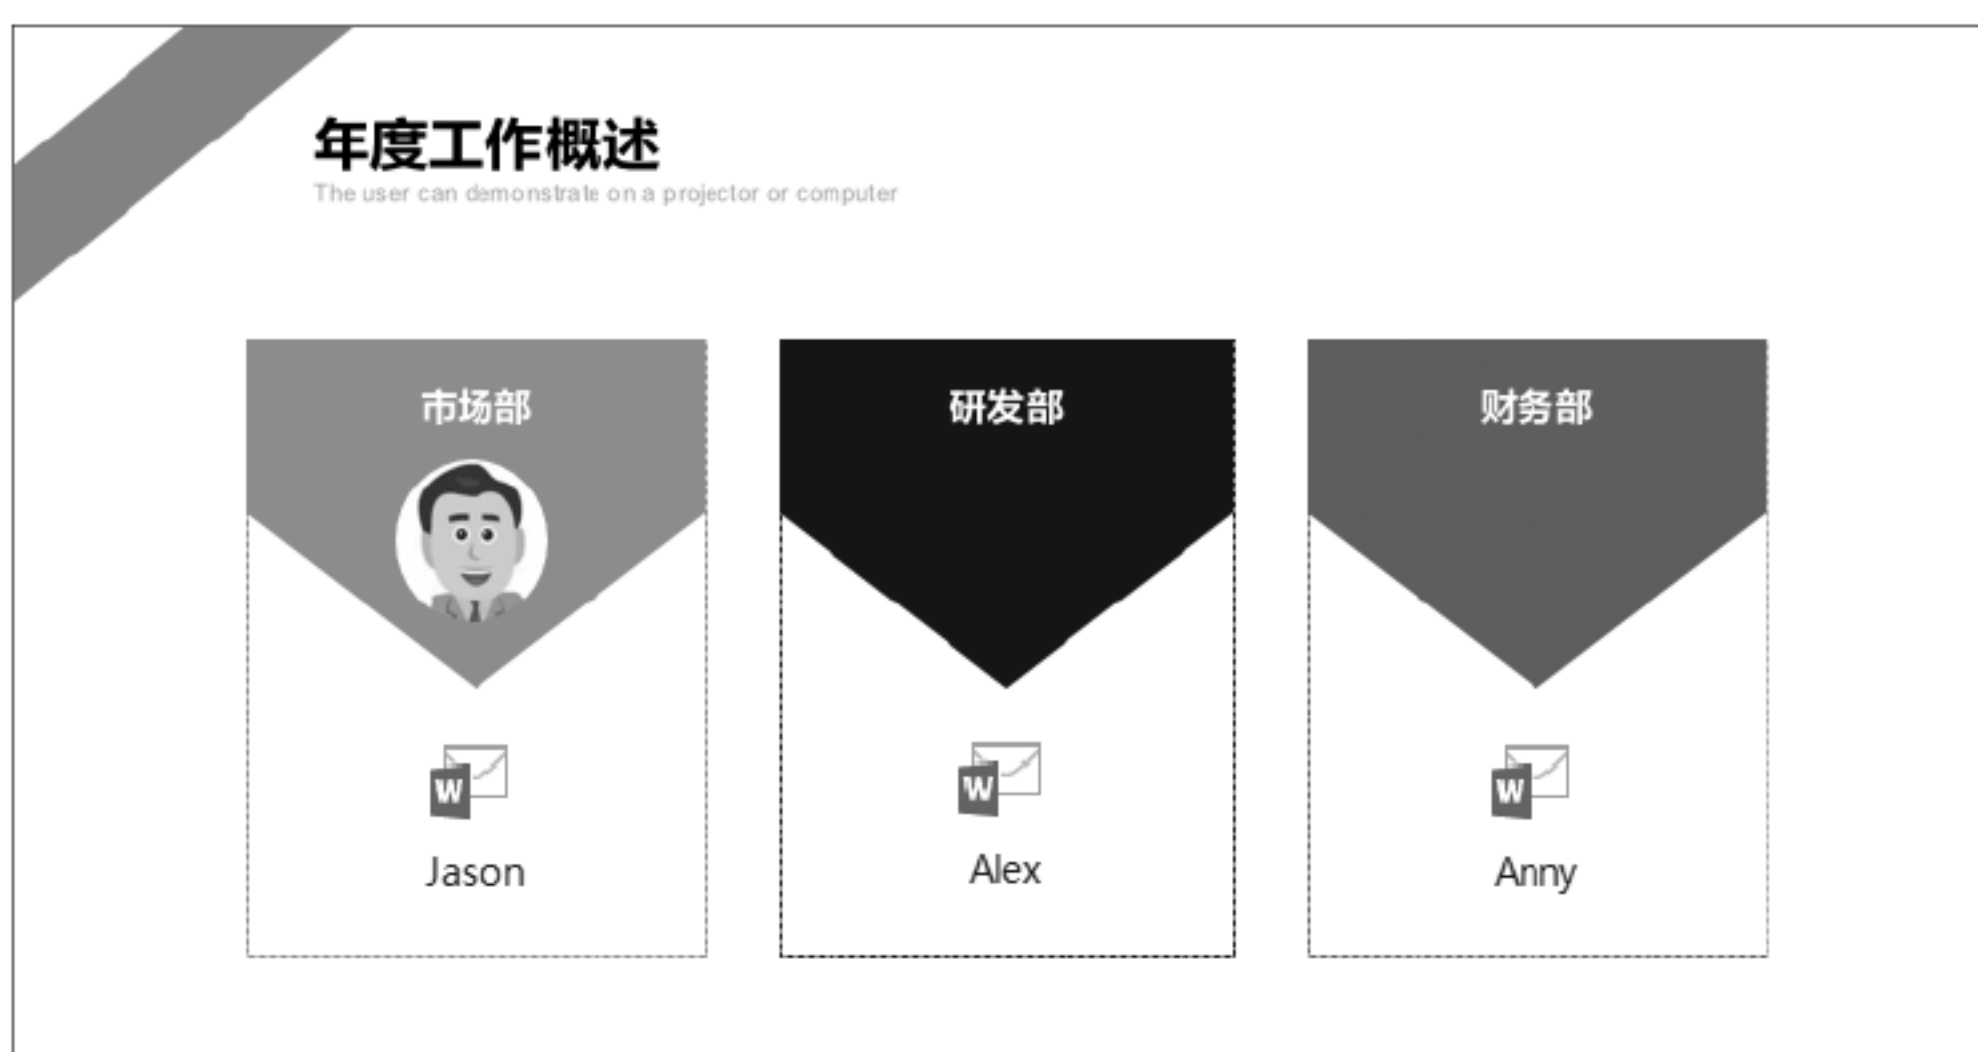 年度工作概述
The user can demonstrate on a projector or computer
市场部
研发部
财务部
W
W
W
Jason
Alex
Anny